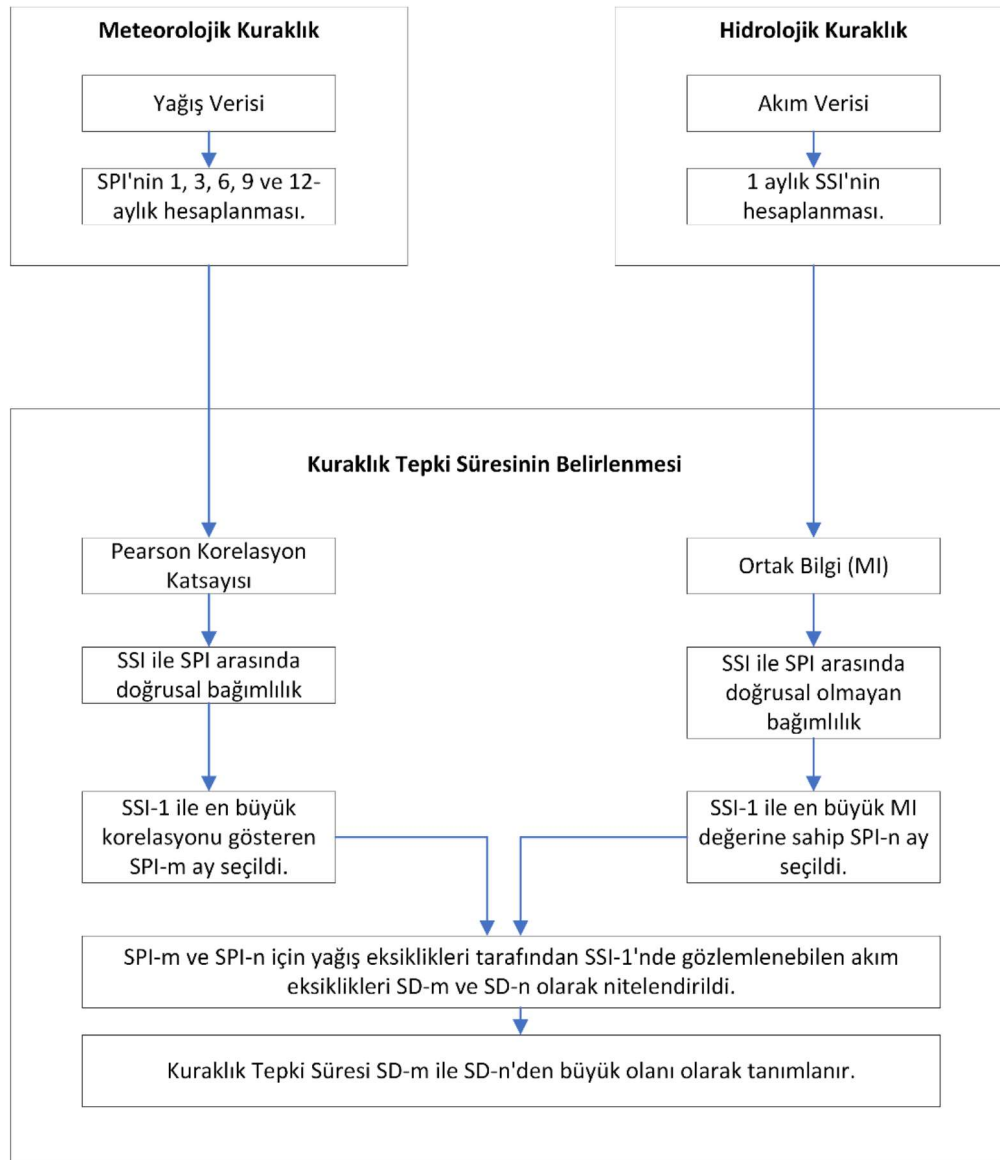 Meteorolojik Kuraklık
Yağış Verisi
SPI'nin 1, 3, 6, 9 ve 12-
aylık hesaplanması.
Hidrolojik Kuraklık
Akım Verisi
1 aylık SSI'nin
hesaplanması.
Kuraklık Tepki Süresinin Belirlenmesi
Pearson Korelasyon
Katsayısı
SSI ile SPI arasında
doğrusal bağımlılık
SSI-1 ile en büyük
korelasyonu gösteren
SPI-m ay seçildi.
Ortak Bilgi (MI)
SSI ile SPI arasında
doğrusal olmayan
bağımlılık
SSI-1 ile en büyük MI
değerine sahip SPI-n ay
seçildi.
SPI-m ve SPI-n için yağış eksiklikleri tarafından SSI-1'nde gözlemlenebilen akım
eksiklikleri SD-m ve SD-n olarak nitelendirildi.
Kuraklık Tepki Süresi SD-m ile SD-n'den büyük olanı olarak tanımlanır.